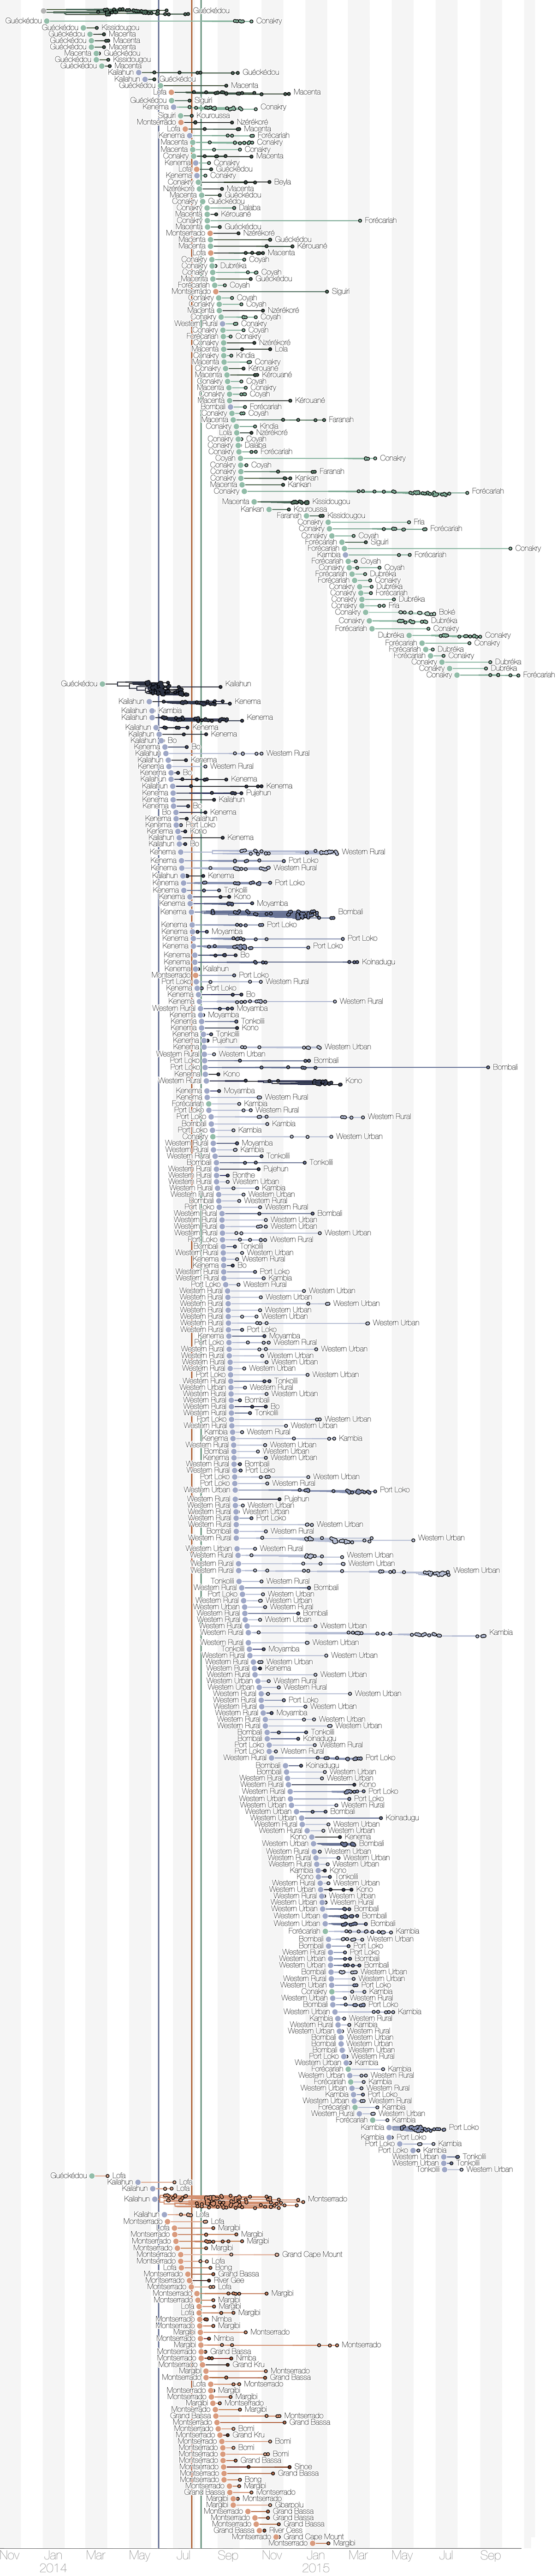 Guéckédou
Guéckédou Conakry
Guéckédou Kissidougou
Guéckédou Macenta
Guéckédou Macenta
Guéckédou Macenta
Macenta Guéckédou
Guéckédou Kissidougou
Guéckédou Macenta
Kailahun Guéckédou
Kailahun Guéckédou
Guéckédou Macenta
Lofa Macenta
Guéckédou Siguiri
Kenema Conakry
Siguiri Kouroussa
Montserrado Nzérékoré
Lofa Macenta
Kenema Forécariah
Macenta Conakry
Macenta Conakry
Conakry Macenta
Kenema Conakry
Lofa Guéckédou
Kenema Conakry
Conakry Beyla
Nzérékoré Macenta
Macenta Guéckédou
Conakry Guéckédou
Conakry Dalaba
Macenta Kérouané
Conakry Forécariah
Macenta Guéckédou
Montserrado Nzérékoré
Macenta Guéckédou
Macenta Kérouané
Lofa Macenta
Conakry Coyah
Conakry Dubréka
Conakry Coyah
Macenta Guéckédou
Forécariah Coyah
Montserrado Siguiri
Conakry Coyah
Conakry Coyah
Macenta Nzérékoré
Conakry Coyah
Western Rural Conakry
Conakry Coyah
Forécariah Conakry
Conakry Nzérékoré
Macenta Lola
Conakry Kindia
Macenta Conakry
Conakry Kérouané
Macenta Kérouané
Conakry Coyah
Macenta Conakry
Conakry Coyah
Macenta Kérouané
Bombali Forécariah
Conakry Coyah
Macenta Faranah
Conakry Kindia
Lola Nzérékoré
Conakry Coyah
Conakry Dalaba
Conakry Forécariah
Coyah Conakry
Conakry Coyah
Conakry Faranah
Conakry Kankan
Macenta Kankan
Conakry Forécariah
Macenta Kissidougou
Kankan Kouroussa
Faranah Kissidougou
Conakry Fria
Conakry Forécariah
Conakry Coyah
Forécariah Siguiri
Forécariah Conakry
Kambia Forécariah
Forécariah Coyah
Conakry Coyah
Forécariah Dubréka
Forécariah Conakry
Conakry Dubréka
Conakry Forécariah
Conakry Dubréka
Conakry Fria
Conakry Boké
Conakry Dubréka
Forécariah Conakry
Dubréka Conakry
Forécariah Conakry
Forécariah Dubréka
Forécariah Conakry
Conakry Dubréka
Conakry Dubréka
Conakry Forécariah
Guéckédou Kailahun
Kailahun Kenema
Kailahun Kambia
Kailahun Kenema
Kailahun Kenema
Kailahun Kenema
Kailahun Bo
Kenema Bo
Kailahun Western Rural
Kailahun Kenema
Kenema Western Rural
Kenema Bo
Kailahun Kenema
Kailahun Kenema
Kenema Pujehun
Kenema Kailahun
Kenema Bo
Bo Kenema
Kenema Kailahun
Kenema Port Loko
Kenema Kono
Kailahun Kenema
Kailahun Bo
Kenema Western Rural
Kenema Port Loko
Kenema Western Rural
Kailahun Kenema
Kenema Port Loko
Kenema Tonkolili
Kenema Kono
Kenema Moyamba
Kenema Bombali
Kenema Port Loko
Kenema Moyamba
Kenema Port Loko
Kenema Port Loko
Kenema Bo
Kenema Koinadugu
Kenema Kailahun
Montserrado Port Loko
Port Loko Western Rural
Kenema Port Loko
Kenema Bo
Kenema Western Rural
Western Rural Moyamba
Kenema Moyamba
Kenema Tonkolili
Kenema Kono
Kenema Tonkolili
Kenema Pujehun
Kenema Western Urban
Western Rural Western Urban
Port Loko Bombali
Port Loko Bombali
Kenema Kono
Western Rural Kono
Kenema Moyamba
Kenema Western Rural
Forécariah Kambia
Port Loko Western Rural
Port Loko Western Rural
Bombali Kambia
Port Loko Kambia
Conakry Western Urban
Western Rural Moyamba
Western Rural Kambia
Western Rural Tonkolili
Bombali Tonkolili
Western Rural Pujehun
Western Rural Bonthe
Western Rural Western Urban
Western Rural Kambia
Western Rural Western Urban
Bombali Western Rural
Port Loko Western Rural
Western Rural Bombali
Western Rural Western Urban
Western Rural Western Urban
Western Rural Western Urban
Port Loko Western Rural
Bombali Tonkolili
Western Rural Western Urban
Kenema Western Rural
Kenema Bo
Western Rural Port Loko
Western Rural Kambia
Port Loko Western Rural
Western Rural Western Urban
Western Rural Western Urban
Western Rural Western Urban
Western Rural Western Urban
Western Rural Western Urban
Western Rural Western Urban
Western Rural Port Loko
Kenema Moyamba
Port Loko Western Rural
Western Rural Western Urban
Western Rural Western Urban
Western Rural Western Urban
Western Rural Western Urban
Port Loko Western Urban
Western Rural Tonkolili
Western Urban Western Rural
Western Rural Western Urban
Western Rural Bombali
Western Rural Bo
Western Rural Tonkolili
Port Loko Western Urban
Western Rural Western Urban
Kambia Western Rural
Kenema Kambia
Western Rural Western Urban
Bombali Western Urban
Kenema Western Urban
Western Rural Bombali
Western Rural Port Loko
Port Loko Western Urban
Port Loko Western Rural
Western Urban Port Loko
Western Rural Pujehun
Western Rural Western Urban
Western Rural Western Urban
Western Rural Port Loko
Western Rural Western Urban
Bombali Western Rural
Western Rural Western Urban
Western Urban Western Rural
Western Rural Western Urban
Western Rural Western Urban
Western Rural Western Urban
Tonkolili Western Rural
Western Rural Bombali
Port Loko Western Urban
Western Rural Western Urban
Western Urban Western Rural
Western Rural Bombali
Western Rural Western Urban
Western Rural Western Urban
Western Rural Kambia
Western Rural Western Urban
Tonkolili Moyamba
Western Rural Western Urban
Western Rural Western Urban
Western Rural Kenema
Western Rural Western Urban
Western Urban Western Rural
Western Urban Western Rural
Western Rural Western Urban
Western Rural Port Loko
Western Rural Western Urban
Western Rural Moyamba
Western Rural Western Urban
Western Rural Western Urban
Bombali Tonkolili
Bombali Koinadugu
Port Loko Western Urban
Port Loko Western Rural
Western Rural Port Loko
Bombali Koinadugu
Bombali Western Urban
Western Rural Western Urban
Western Rural Kono
Western Rural Port Loko
Western Urban Port Loko
Western Urban Western Rural
Western Urban Bombali
Western Urban Koinadugu
Western Rural Western Urban
Western Rural Western Urban
Kono Kenema
Western Urban Bombali
Western Rural Western Urban
Western Rural Western Urban
Western Rural Western Urban
Kambia Kono
Kono Tonkolili
Western Rural Western Urban
Western Urban Kono
Western Rural Western Urban
Western Urban Western Rural
Western Urban Bombali
Western Urban Bombali
Western Urban Bombali
Forécariah Kambia
Bombali Western Urban
Bombali Port Loko
Western Rural Port Loko
Western Urban Bombali
Western Urban Bombali
Bombali Western Urban
Western Rural Western Urban
Western Urban Port Loko
Conakry Kambia
Western Urban Western Rural
Bombali Port Loko
Western Urban Kambia
Kambia Western Rural
Western Rural Kambia
Western Urban Western Rural
Bombali Western Urban
Bombali Western Urban
Bombali Western Urban
Port Loko Western Rural
Western Urban Kambia
Forécariah Kambia
Western Urban Western Rural
Forécariah Kambia
Western Urban Western Rural
Kambia Port Loko
Western Urban Western Rural
Forécariah Kambia
Western Rural Western Urban
Forécariah Kambia
Kambia Port Loko
Kambia Port Loko
Port Loko Kambia
Port Loko Kambia
Western Urban Tonkolili
Western Urban Tonkolili
Tonkolili Western Urban
Guéckédou Lofa
Kailahun Lofa
Kailahun Lofa
Kailahun Montserrado
Kailahun Lofa
Montserrado Lofa
Lofa Margibi
Montserrado Margibi
Montserrado Margibi
Montserrado Margibi
Montserrado Grand Cape Mount
Montserrado Lofa
Lofa Bong
Montserrado Grand Bassa
Montserrado River Gee
Montserrado Lofa
Montserrado Margibi
Montserrado Margibi
Lofa Margibi
Lofa Margibi
Montserrado Nimba
Montserrado Margibi
Margibi Montserrado
Montserrado Nimba
Margibi Montserrado
Montserrado Grand Bassa
Montserrado Nimba
Montserrado Grand Kru
Margibi Montserrado
Montserrado Grand Bassa
Lofa Montserrado
Montserrado Margibi
Montserrado Margibi
Margibi Montserrado
Montserrado Margibi
Grand Bassa Montserrado
Montserrado Grand Bassa
Montserrado Bomi
Montserrado Grand Kru
Montserrado Bomi
Montserrado Bomi
Montserrado Bomi
Montserrado Grand Bassa
Montserrado Sinoe
Montserrado Grand Bassa
Montserrado Bong
Montserrado Margibi
Grand Bassa Montserrado
Margibi Montserrado
Margibi Gbarpolu
Montserrado Grand Bassa
Montserrado Grand Bassa
Montserrado Grand Bassa
Grand Bassa River Cess
Montserrado Grand Cape Mount
Montserrado Margibi
Nov Jan Mar May Jul Sep Nov Jan Mar May Jul Sep
2014 2015